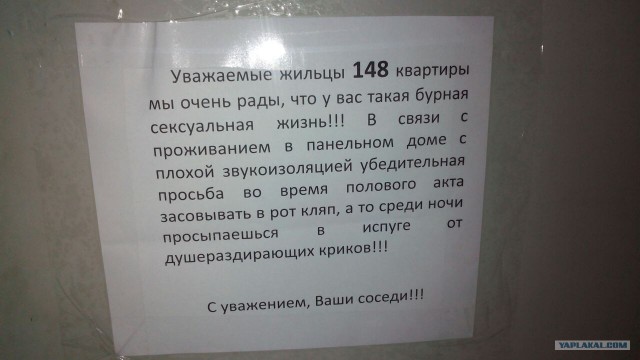 Уважаемые жильцы 148 квартиры
мы очень рады, что у вас такая бурная
сексуальная жизнь!!! В связи с
проживанием в панельном доме с
плохой звукоизоляцией убедительная
просьба во время полового акта
засовывать в рот кляп, а то среди ночи
просыпаешься в испуге от
душераздирающих криков!!!
С уважением, Ваши соседи!!!
YAPLAKAL.COM